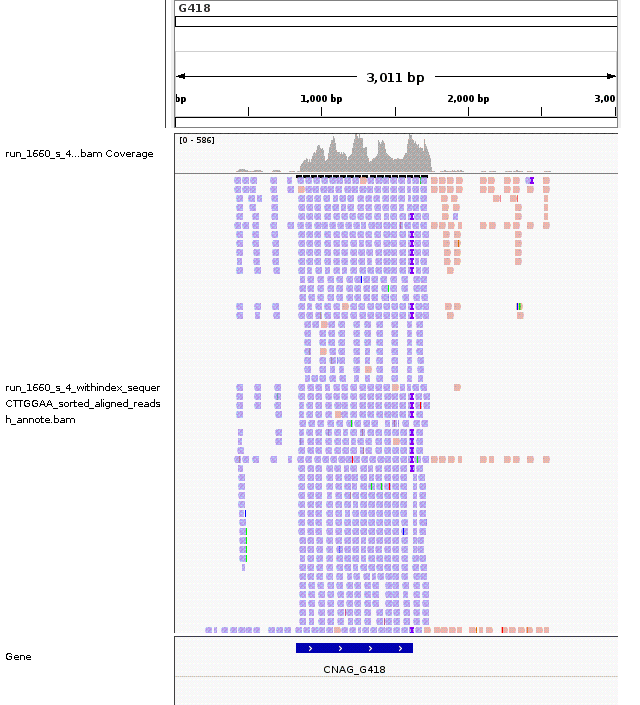 G418
3,011 bp
bp 1,000 bp 2,000 bp 3,00
[0 - 586]
run_1660_s_4...bam Coverage
run_1660_s_4_withindex_sequer
CTTGGAA_sorted_aligned_reads
h_annote.bam
Gene
CNAG_G418